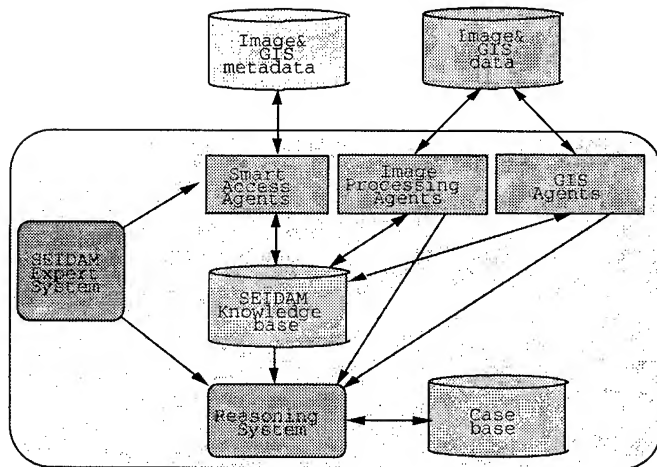 Image&
GIS
metadata
Image&
GIS
data
Smart
Access
Agents
Image
Processing
Agents
GIS
Agents
SEIDAM
Expert
System
SEIDAM
Knowledge
base
Reasoning
System
Case
base